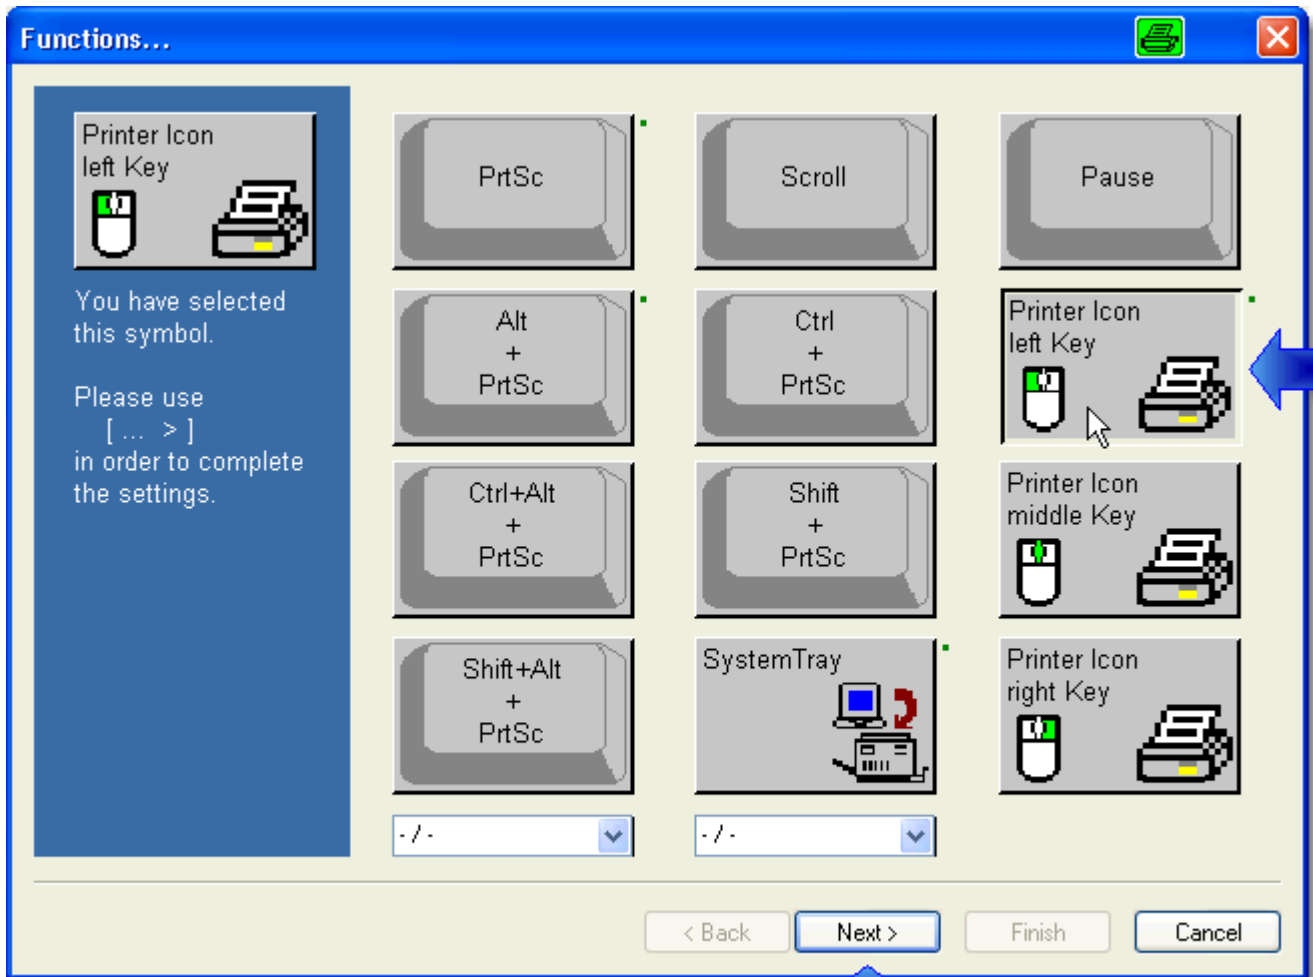 Functions...
Printer Icon
left Key
You have selected
this symbol.
Please use
[ ... > ]
in order to complete
the settings.
PrtSc
Scroll
Pause
Alt
+
PrtSc
Ctrl
+
PrtSc
Printer Icon
left Key
Ctrl+Alt
+
PrtSc
Shift
+
PrtSc
Printer Icon
middle Key
Shift+Alt
+
PrtSc
SystemTray
Printer Icon
right Key
- / -
- / -
< Back
Next >
Finish
Cancel